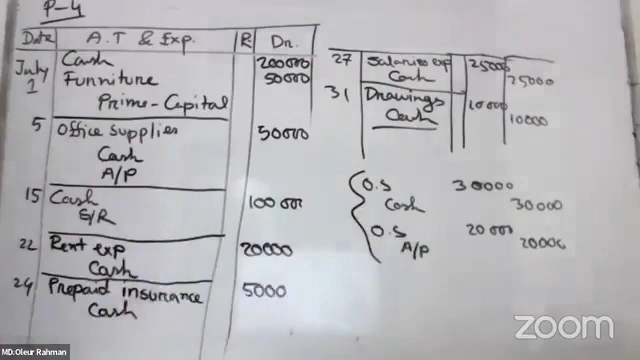 P-4
Date A.T & Exp. R Dr.
July 1 Cash 200000
Furniture 50000
Prime-Capital
5 Office supplies 50000
Cash
A/P
15 Cash 100000
S/R
22 Rent exp 20000
Cash
24 Prepaid insurance 5000
Cash
27 Salaries exp 25000
Cash 25000
31 Drawings 10000
Cash 10000
O.S 30000
Cash 30000
O.S 20000
A/P 20000
zoom
MD.Oleur Rahman